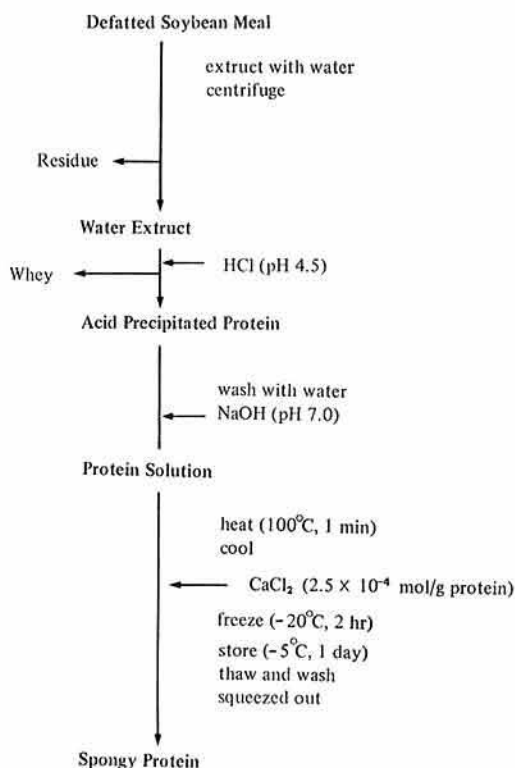 Defatted Soybean Meal
extract with water
centrifuge
Residue
Water Extruct
HCl (pH 4.5)
Whey
Acid Precipitated Protein
wash with water
NaOH (pH 7.0)
Protein Solution
heat (100°C, 1 min)
cool
CaCl₂ (2.5 × 10⁻⁴ mol/g protein)
freeze (-20°C, 2 hr)
store (-5°C, 1 day)
thaw and wash
squeezed out
Spongy Protein